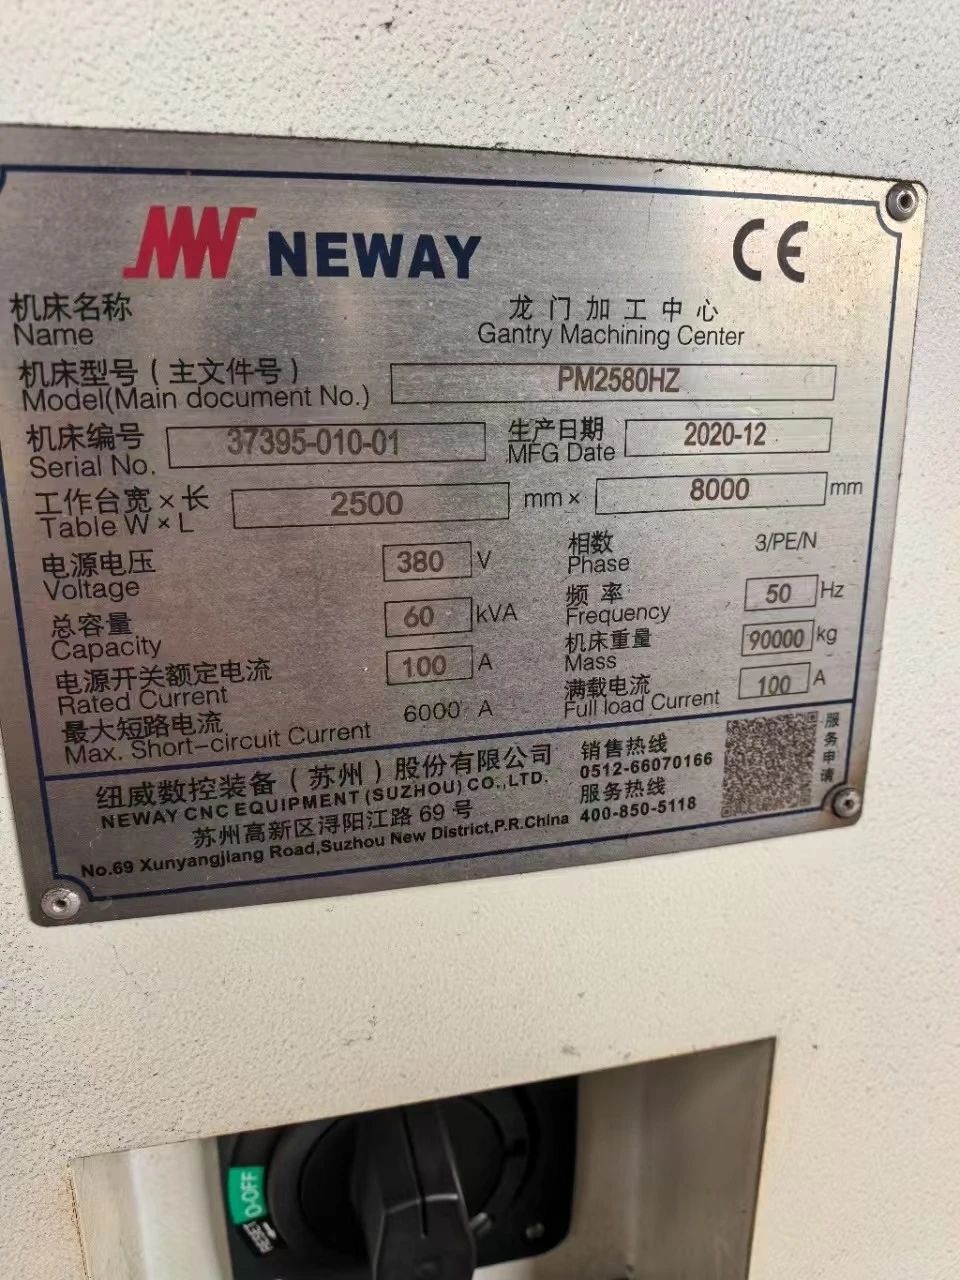 NEWAY
CE
机床名称 龙门加工中心
Name Gantry Machining Center
机床型号(主文件号) PM2580HZ
Model(Main document No.)
机床编号 37395-010-01 生产日期 2020-12
Serial No. MFG Date
工作台宽×长 2500 mm× 8000 mm
Table W×L
电源电压 380 V 相数 3/PE/N
Voltage Phase
总容量 60 kVA 频率 50 Hz
Capacity Frequency
电源开关额定电流 100 A 机床重量 90000 kg
Rated Current Mass
最大短路电流 6000 A 满载电流 100 A
Max. Short-circuit Current Full load Current
纽威数控装备(苏州)股份有限公司 销售热线
NEWAY CNC EQUIPMENT (SUZHOU) CO.,LTD. 0512-66070166
苏州高新区浔阳江路 69 号 服务热线
No.69 Xunyangjiang Road,Suzhou New District,P.R.China 400-850-5118
服务申请
O-OFF
RESET